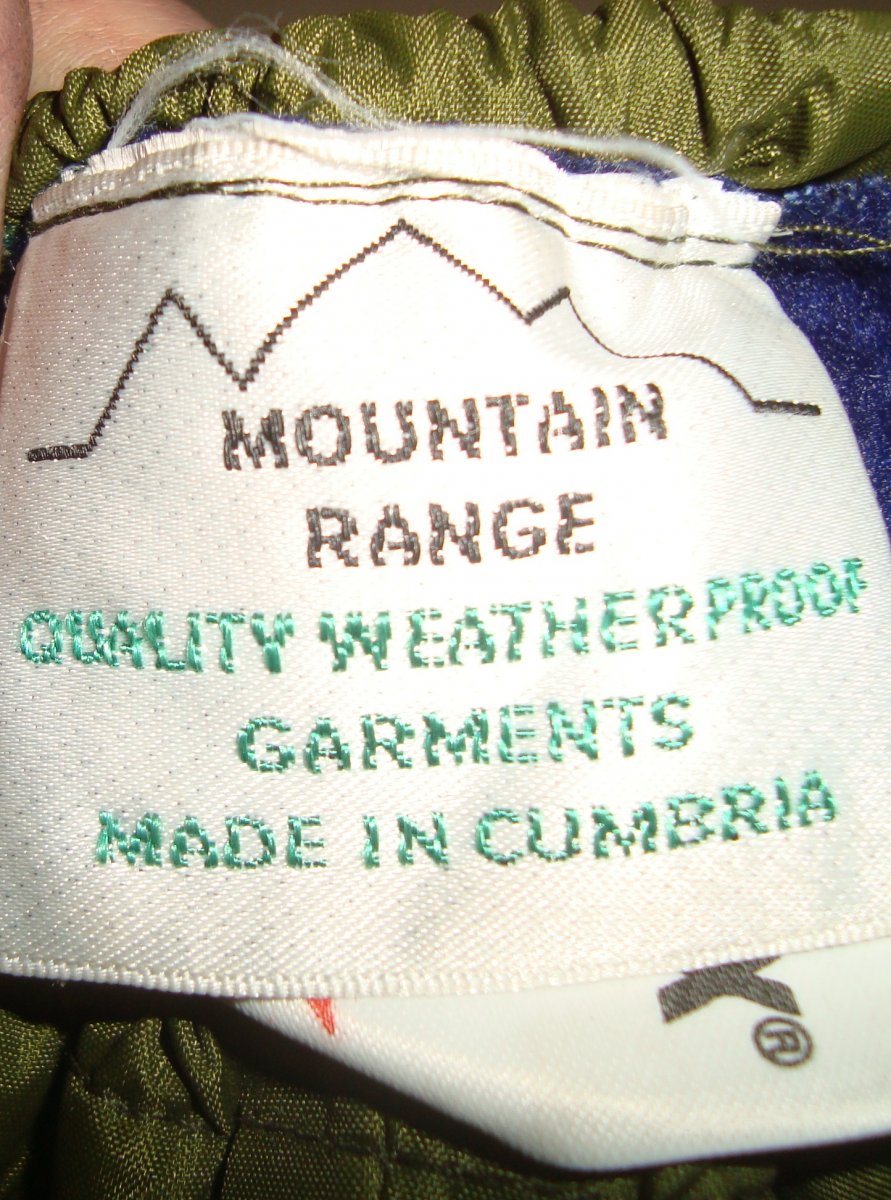 MOUNTAIN
RANGE
QUALITY WEATHERPROOF
GARMENTS
MADE IN CUMBRIA
X®